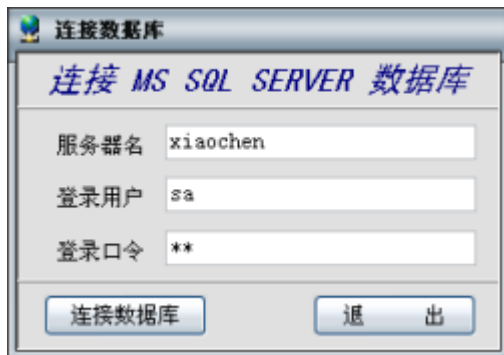 连接数据库
连接 MS SQL SERVER 数据库
服务器名 xiaochen
登录用户 sa
登录口令 **
连接数据库 退 出